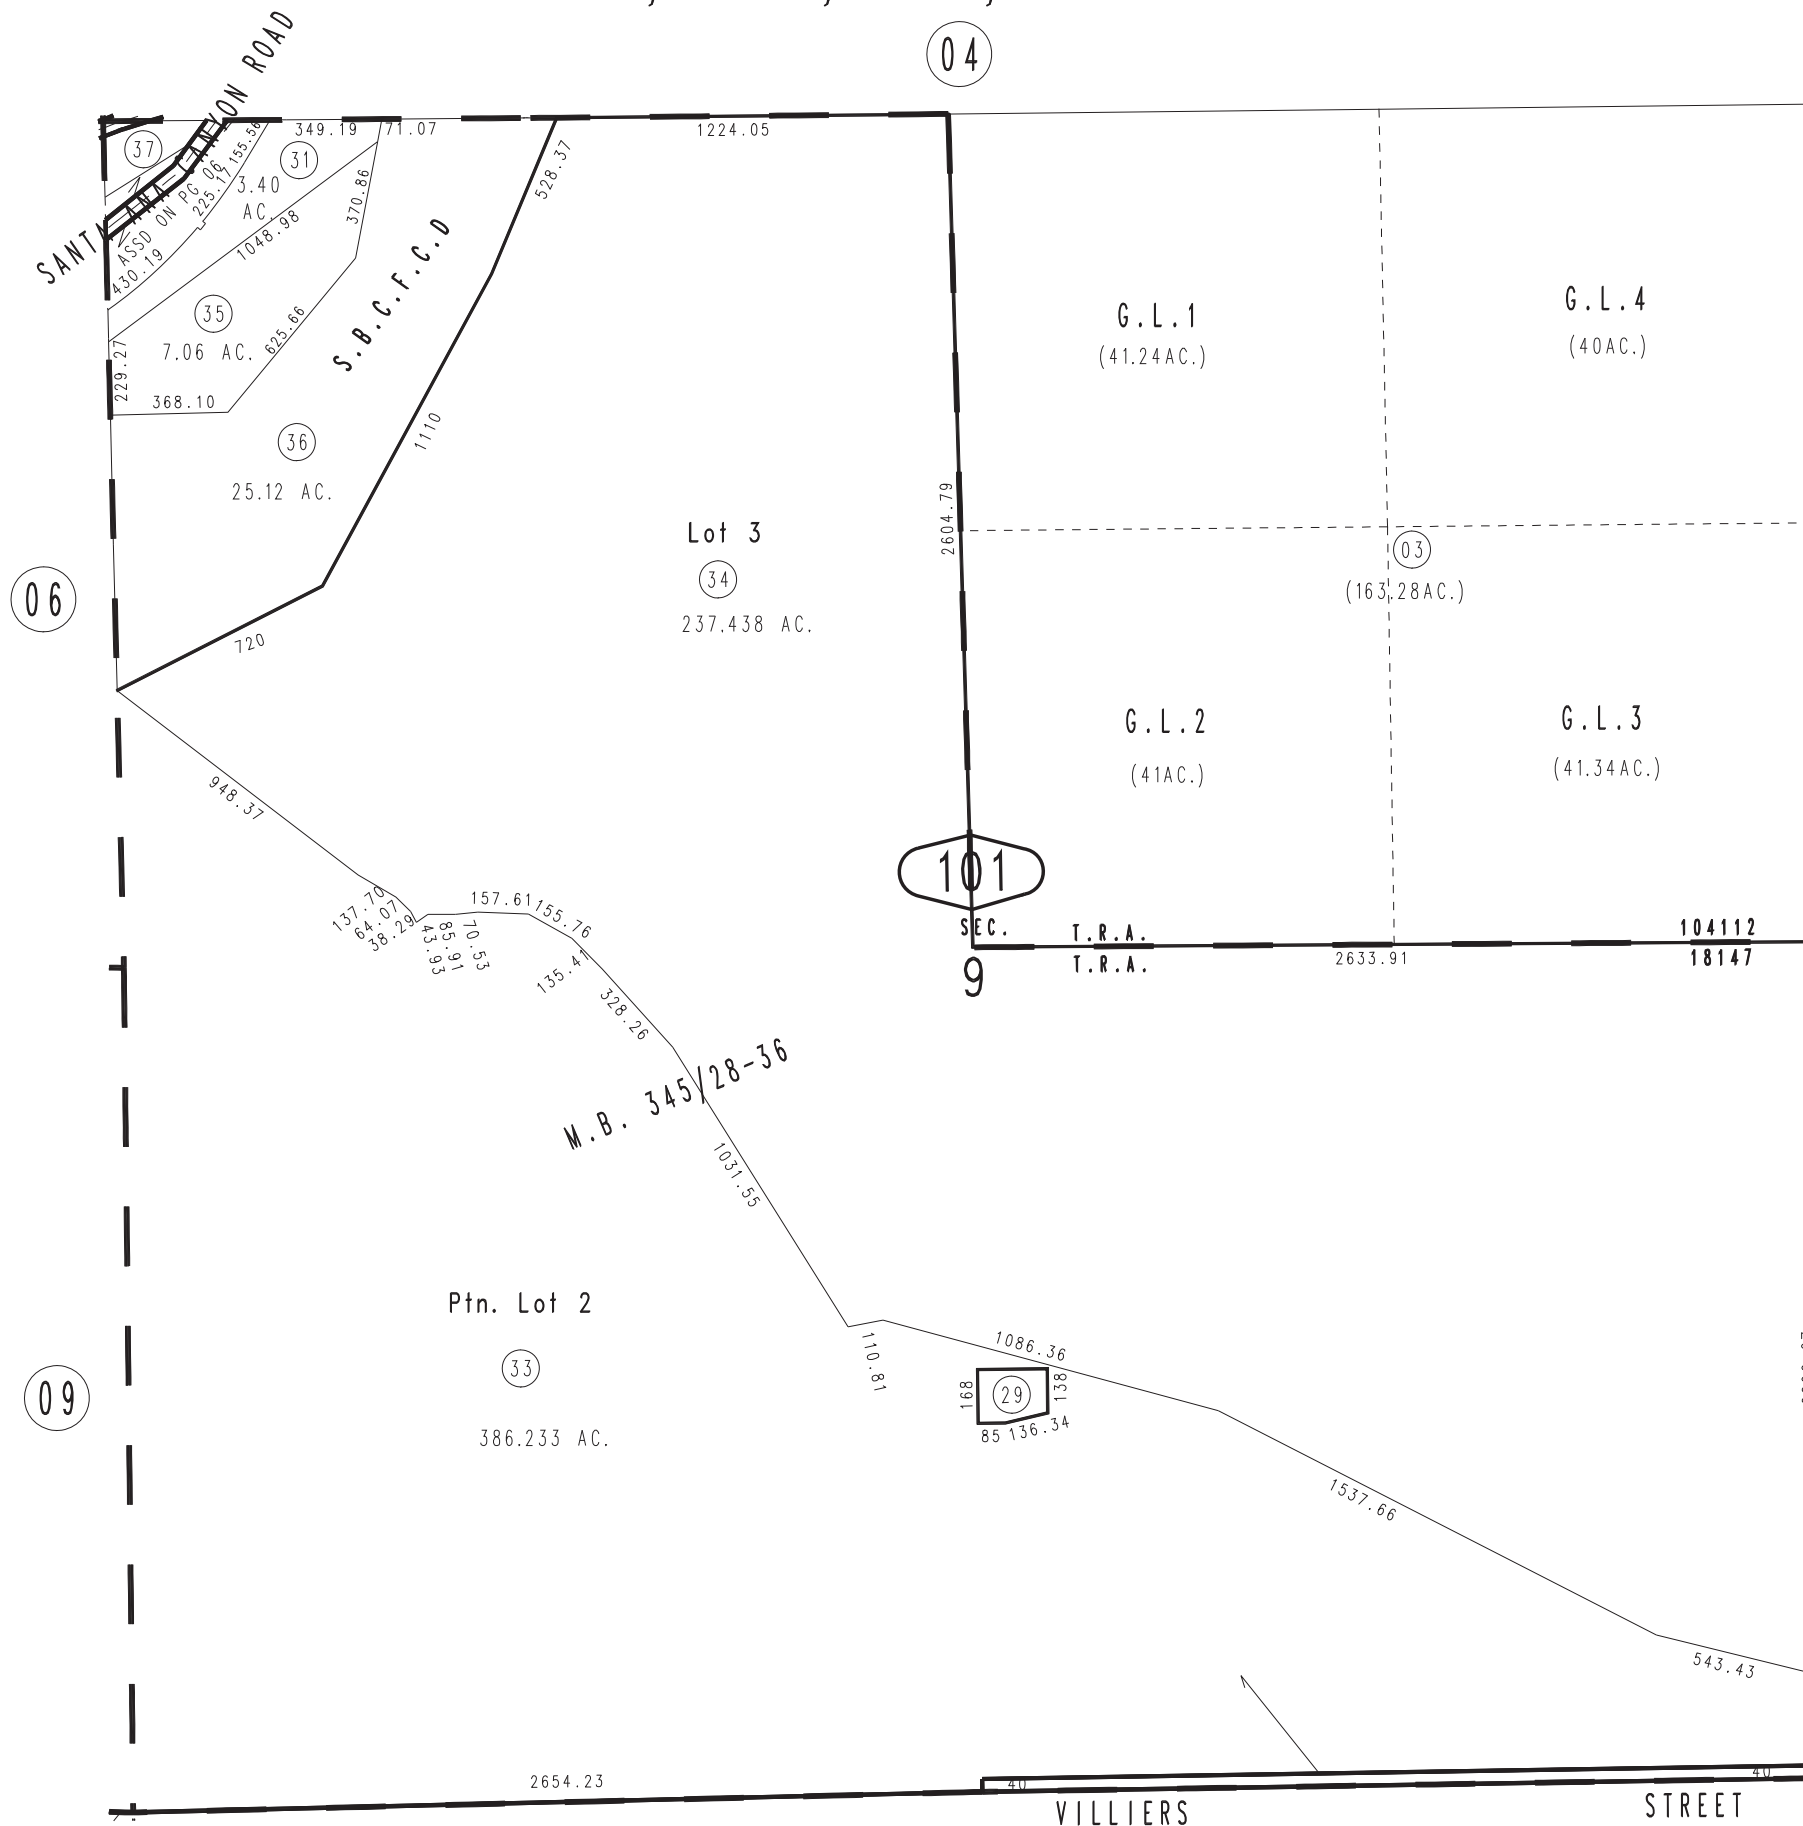 04
SANTA ANA CANYON ROAD
37
ASSD ON PG 06
225.17
155.56
430.19
349.19
71.07
31
3.40
AC.
1048.98
370.86
528.37
1224.05
35
7.06 AC.
229.27
625.66
368.10
S.B.C.F.C.D
36
25.12 AC.
1110
720
06
Lot 3
34
237.438 AC.
2604.79
G.L.1
(41.24AC.)
G.L.4
(40AC.)
03
(163.28AC.)
G.L.2
(41AC.)
G.L.3
(41.34AC.)
101
SEC.
9
T.R.A.
104112
T.R.A.
2633.91
18147
948.37
137.70
64.07
38.29
43.93
85.91
70.53
157.61
155.76
135.41
328.26
M.B. 345/28-36
1031.55
110.81
Ptn. Lot 2
33
386.233 AC.
09
1086.36
168
29
138
85
136.34
1537.66
543.43
2654.23
40
40
VILLIERS
STREET